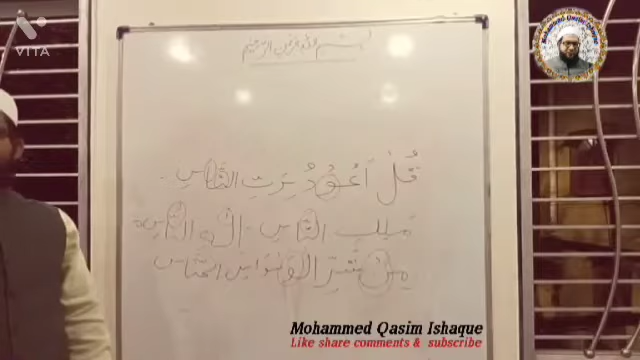 VITA
بسم الله الرحمن الرحيم
قُلْ اَعُوْذُ بِرَبِّ النَّاسِ.
مَلِكِ النَّاسِ. اِلٰهِ النَّاسِ.
مِنْ شَرِّ الْوَسْوَاسِ الْخَنَّاسِ
Mohammed Qasim Ishaque
Like share comments & subscribe